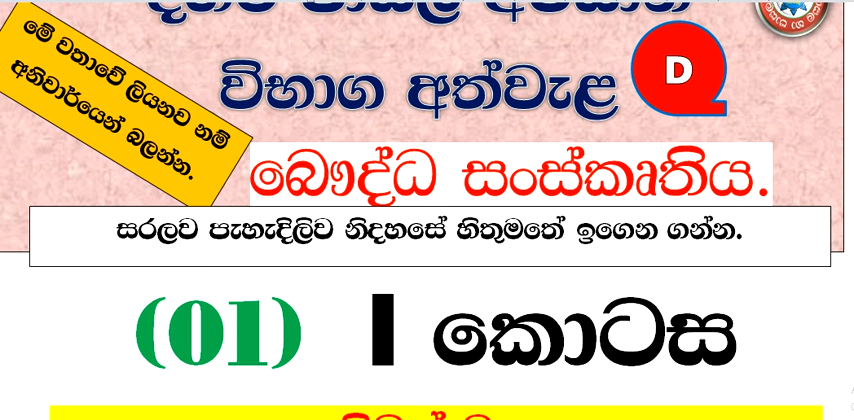 විභාග අත්වැළ
D
මේ වතාවේ ලියනව නම්
අනිවාර්යෙන් බලන්න.
බෞද්ධ සංස්කෘතිය.
සරලව පැහැදිලිව නිදහසේ හිතුමතේ ඉගෙන ගන්න.
(01) I කොටස